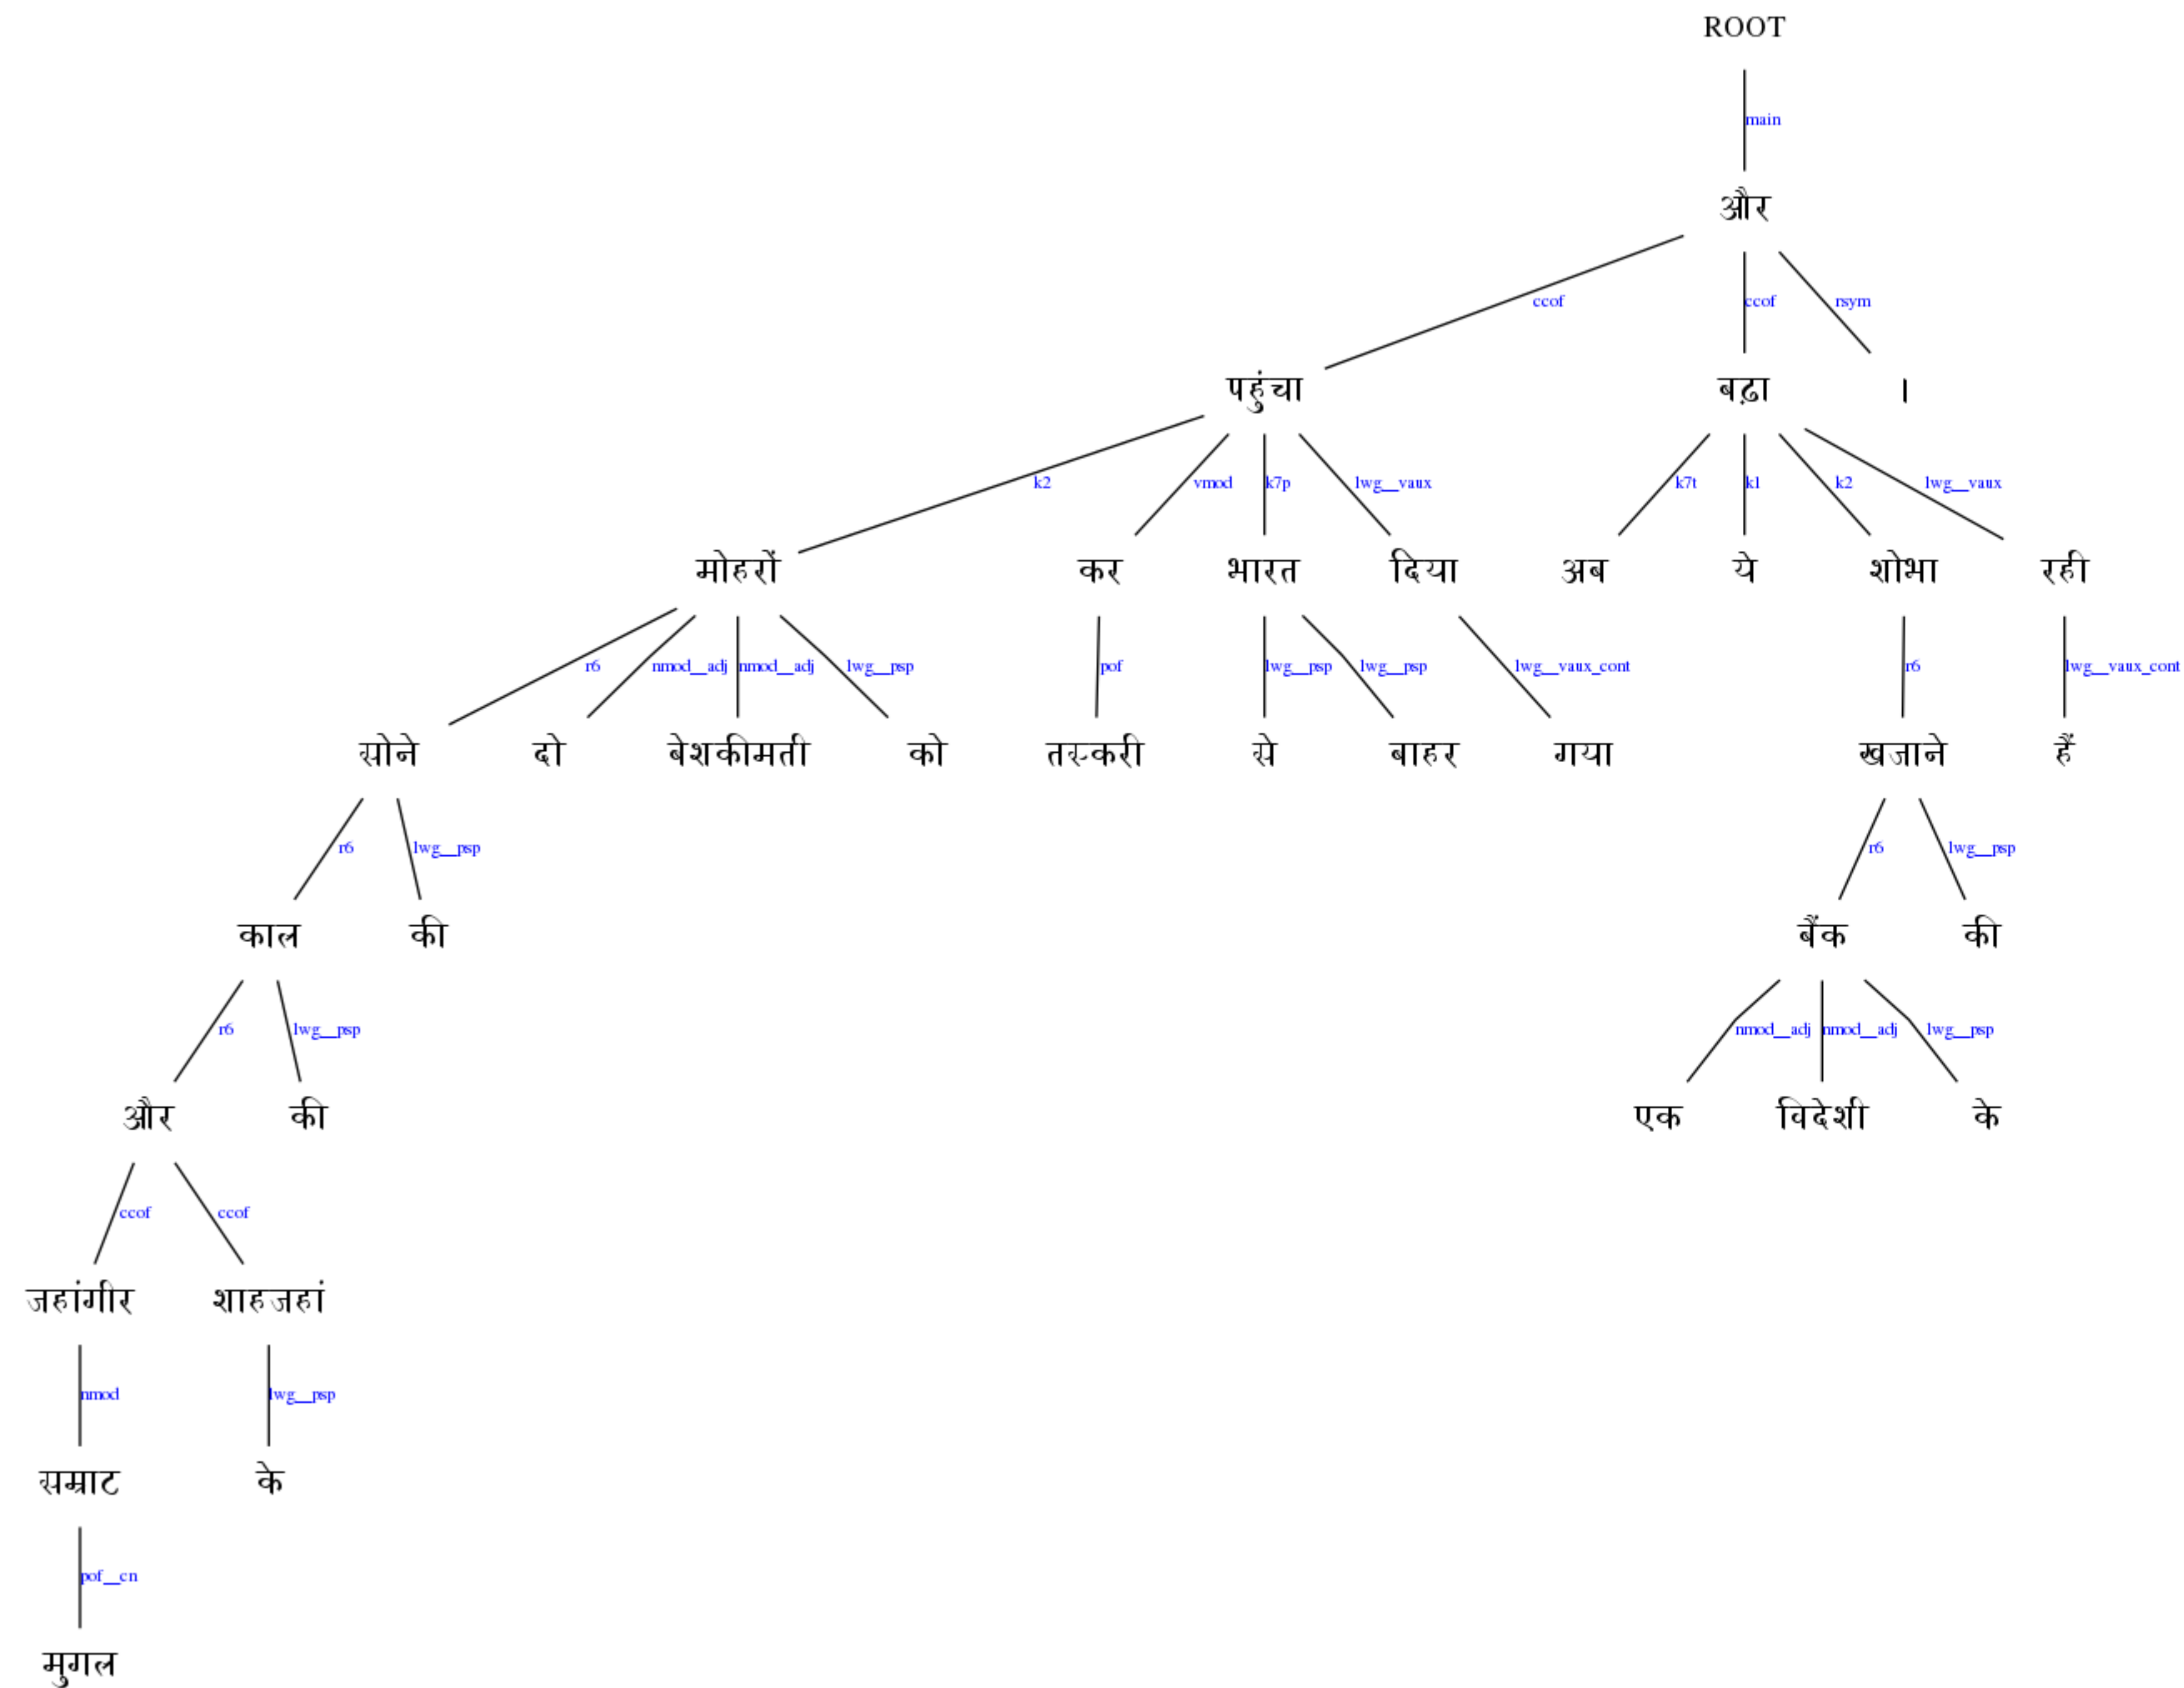 ROOT
main
और
ccof ccof rsym
पहुंचा बढ़ा ।
k2 vmod k7p lwg__vaux k7t k1 k2 lwg__vaux
मोहरों कर भारत दिया अब ये शोभा रही
r6 nmod__adj nmod__adj lwg__psp pof lwg__psp lwg__psp lwg__vaux_cont r6 lwg__vaux_cont
सोने दो बेशकीमती को तस्करी से बाहर गया खजाने हैं
r6 lwg__psp r6 lwg__psp
काल की बैंक की
r6 lwg__psp nmod__adj nmod__adj lwg__psp
और की एक विदेशी के
ccof ccof
जहांगीर शाहजहां
nmod lwg__psp
सम्राट के
pof__cn
मुगल